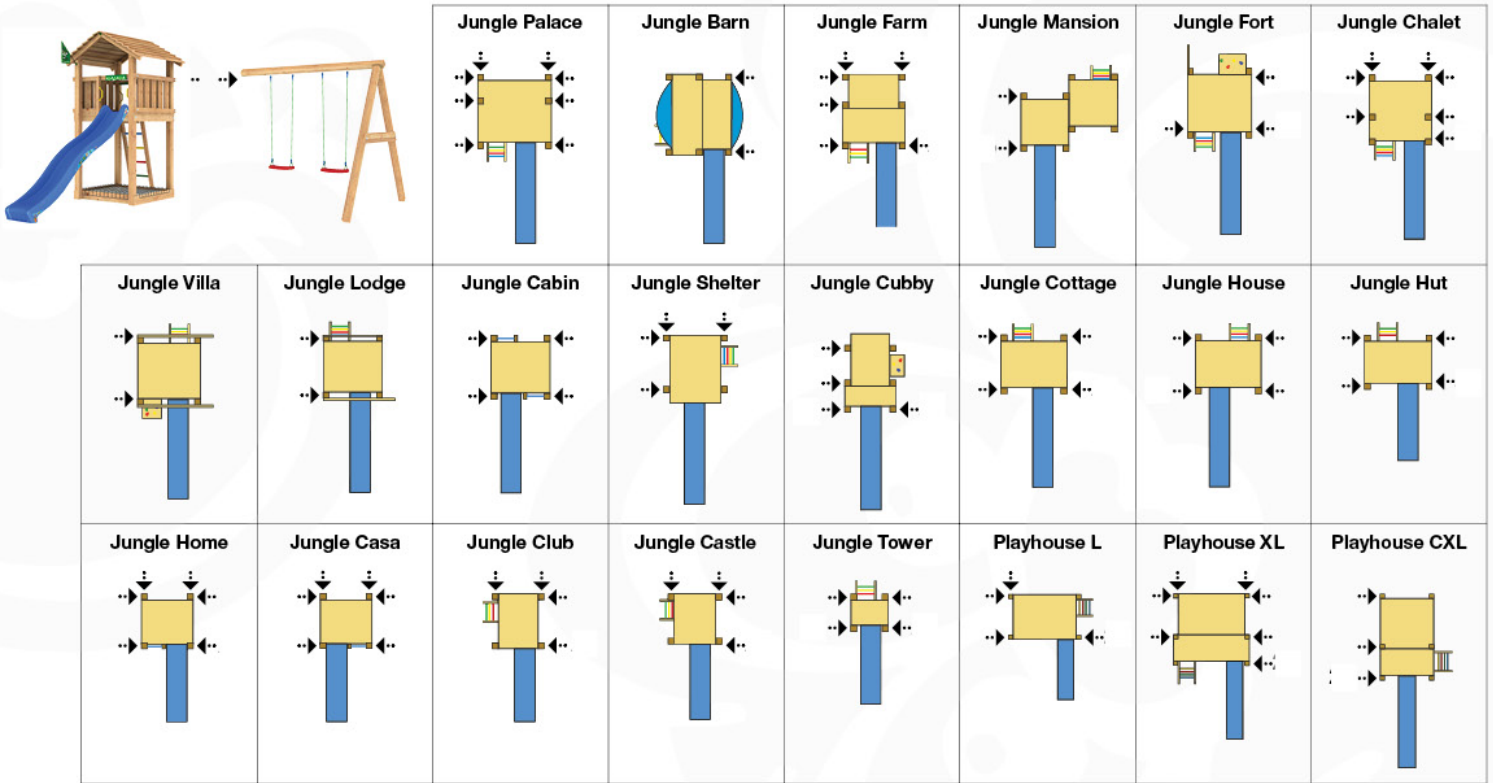 Jungle Palace
Jungle Barn
Jungle Farm
Jungle Mansion
Jungle Fort
Jungle Chalet
Jungle Villa
Jungle Lodge
Jungle Cabin
Jungle Shelter
Jungle Cubby
Jungle Cottage
Jungle House
Jungle Hut
Jungle Home
Jungle Casa
Jungle Club
Jungle Castle
Jungle Tower
Playhouse L
Playhouse XL
Playhouse CXL